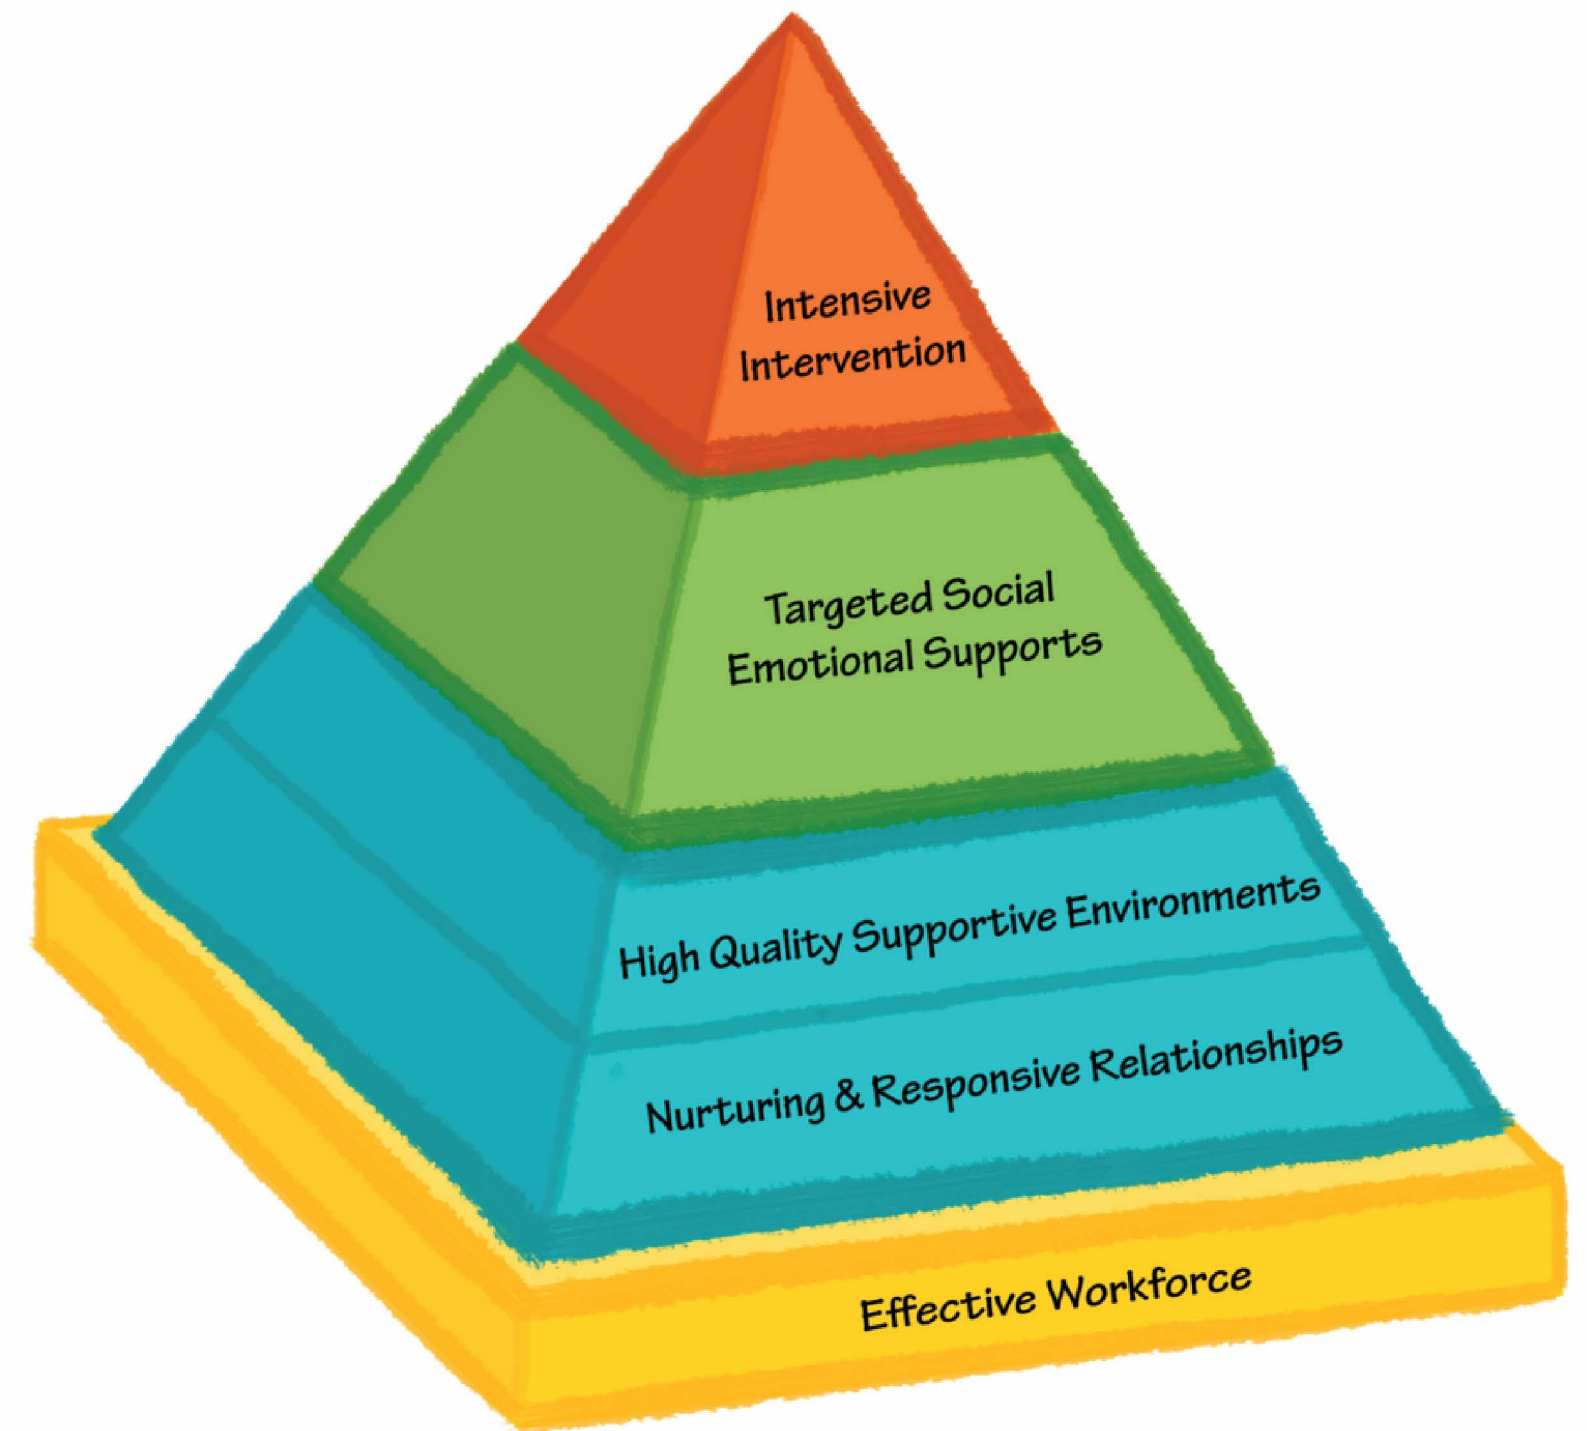 Intensive
Intervention
Targeted Social
Emotional Supports
High Quality Supportive Environments
Nurturing & Responsive Relationships
Effective Workforce